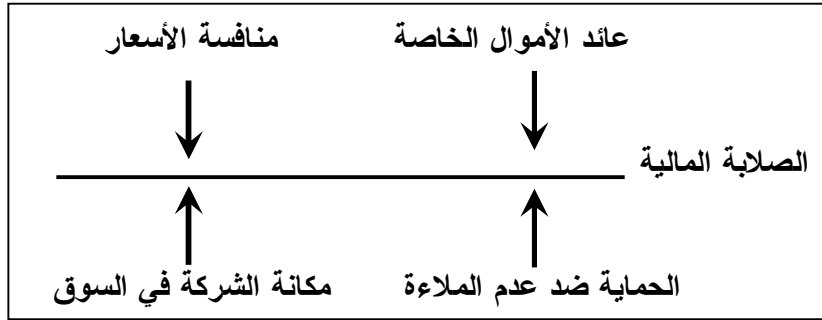 عائد الأموال الخاصة
منافسة الأسعار
الصلابة المالية
الحماية ضد عدم الملاءة
مكانة الشركة في السوق